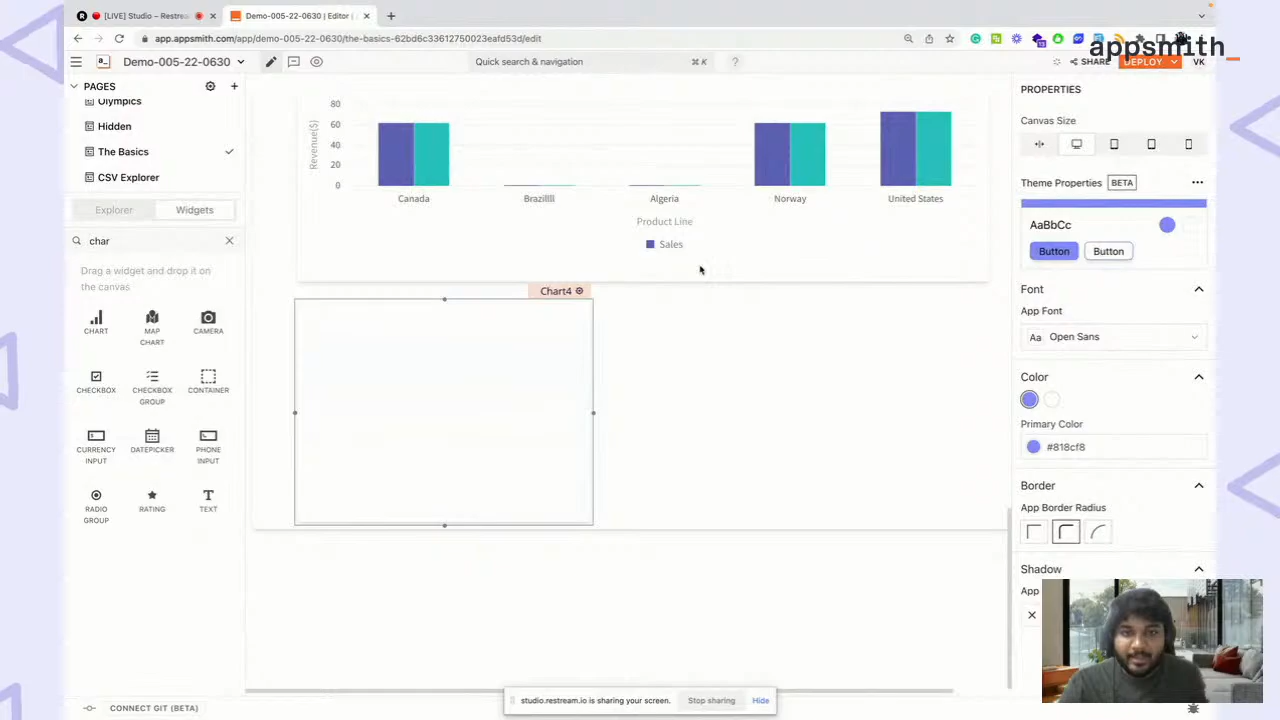 [LIVE] Studio – Restream
Demo-005-22-0630 | Editor |
app.appsmith.com/app/demo-005-22-0630/the-basics-62bd6c33612750023eafd53d/edit
appsmith_
Demo-005-22-0630
Quick search & navigation
⌘ K
?
SHARE
DEPLOY
VK
PAGES
Olympics
Hidden
The Basics
CSV Explorer
Explorer
Widgets
char
Drag a widget and drop it on
the canvas
CHART
MAP
CHART
CAMERA
CHECKBOX
CHECKBOX
GROUP
CONTAINER
CURRENCY
INPUT
DATEPICKER
PHONE
INPUT
RADIO
GROUP
RATING
TEXT
CONNECT GIT (BETA)
Revenue($)
80
60
40
20
0
Canada
Brazillll
Algeria
Norway
United States
Product Line
Sales
Chart4
PROPERTIES
Canvas Size
Theme Properties
BETA
AaBbCc
Button
Button
Font
App Font
Aa
Open Sans
Color
Primary Color
#818cf8
Border
App Border Radius
Shadow
App
studio.restream.io is sharing your screen.
Stop sharing
Hide